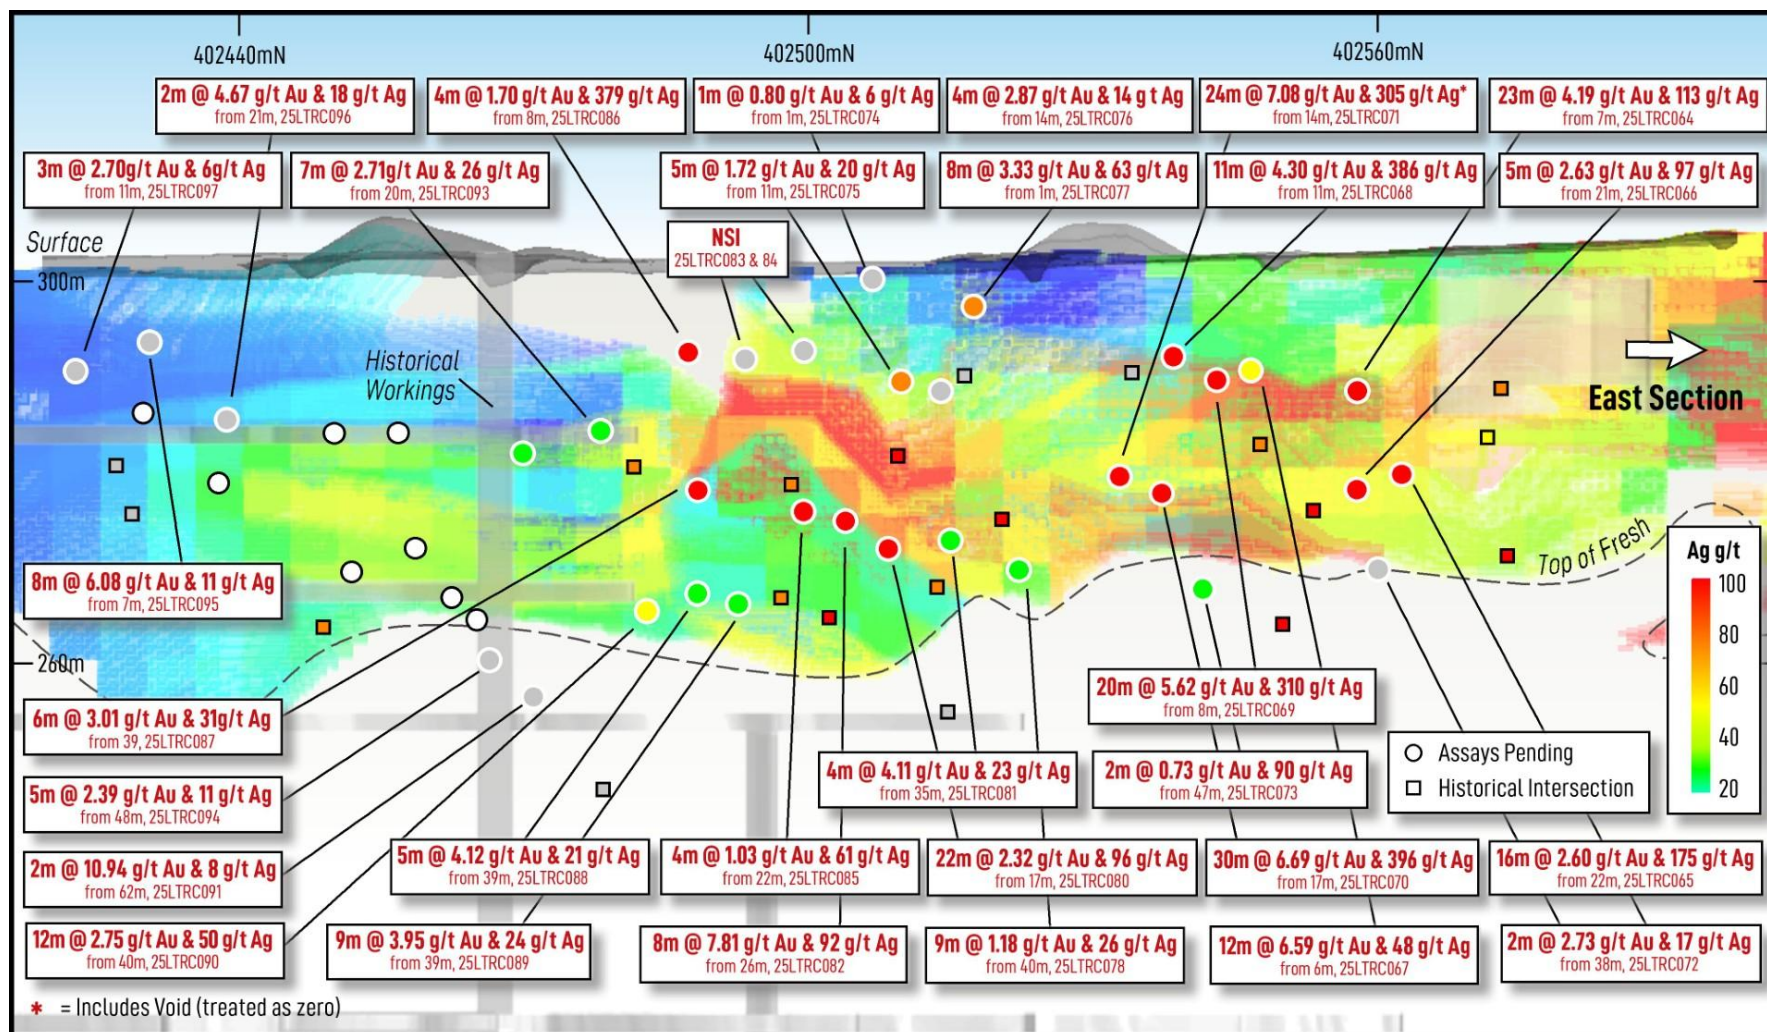 402440mN
402500mN
402560mN
2m @ 4.67 g/t Au & 18 g/t Ag
from 21m, 25LTRC096
4m @ 1.70 g/t Au & 379 g/t Ag
from 8m, 25LTRC086
1m @ 0.80 g/t Au & 6 g/t Ag
from 1m, 25LTRC074
4m @ 2.87 g/t Au & 14 g t Ag
from 14m, 25LTRC076
24m @ 7.08 g/t Au & 305 g/t Ag*
from 14m, 25LTRC071
23m @ 4.19 g/t Au & 113 g/t Ag
from 7m, 25LTRC064
3m @ 2.70g/t Au & 6g/t Ag
from 11m, 25LTRC097
7m @ 2.71g/t Au & 26 g/t Ag
from 20m, 25LTRC093
5m @ 1.72 g/t Au & 20 g/t Ag
from 11m, 25LTRC075
8m @ 3.33 g/t Au & 63 g/t Ag
from 1m, 25LTRC077
11m @ 4.30 g/t Au & 386 g/t Ag
from 11m, 25LTRC068
5m @ 2.63 g/t Au & 97 g/t Ag
from 21m, 25LTRC066
Surface
NSI
25LTRC083 & 84
300m
Historical
Workings
East Section
Top of Fresh
Ag g/t
100
80
60
40
20
8m @ 6.08 g/t Au & 11 g/t Ag
from 7m, 25LTRC095
260m
6m @ 3.01 g/t Au & 31g/t Ag
from 39, 25LTRC087
20m @ 5.62 g/t Au & 310 g/t Ag
from 8m, 25LTRC069
Assays Pending
Historical Intersection
5m @ 2.39 g/t Au & 11 g/t Ag
from 48m, 25LTRC094
4m @ 4.11 g/t Au & 23 g/t Ag
from 35m, 25LTRC081
2m @ 0.73 g/t Au & 90 g/t Ag
from 47m, 25LTRC073
2m @ 10.94 g/t Au & 8 g/t Ag
from 62m, 25LTRC091
5m @ 4.12 g/t Au & 21 g/t Ag
from 39m, 25LTRC088
4m @ 1.03 g/t Au & 61 g/t Ag
from 22m, 25LTRC085
22m @ 2.32 g/t Au & 96 g/t Ag
from 17m, 25LTRC080
30m @ 6.69 g/t Au & 396 g/t Ag
from 17m, 25LTRC070
16m @ 2.60 g/t Au & 175 g/t Ag
from 22m, 25LTRC065
12m @ 2.75 g/t Au & 50 g/t Ag
from 40m, 25LTRC090
9m @ 3.95 g/t Au & 24 g/t Ag
from 39m, 25LTRC089
8m @ 7.81 g/t Au & 92 g/t Ag
from 26m, 25LTRC082
9m @ 1.18 g/t Au & 26 g/t Ag
from 40m, 25LTRC078
12m @ 6.59 g/t Au & 48 g/t Ag
from 6m, 25LTRC067
2m @ 2.73 g/t Au & 17 g/t Ag
from 38m, 25LTRC072
* = Includes Void (treated as zero)